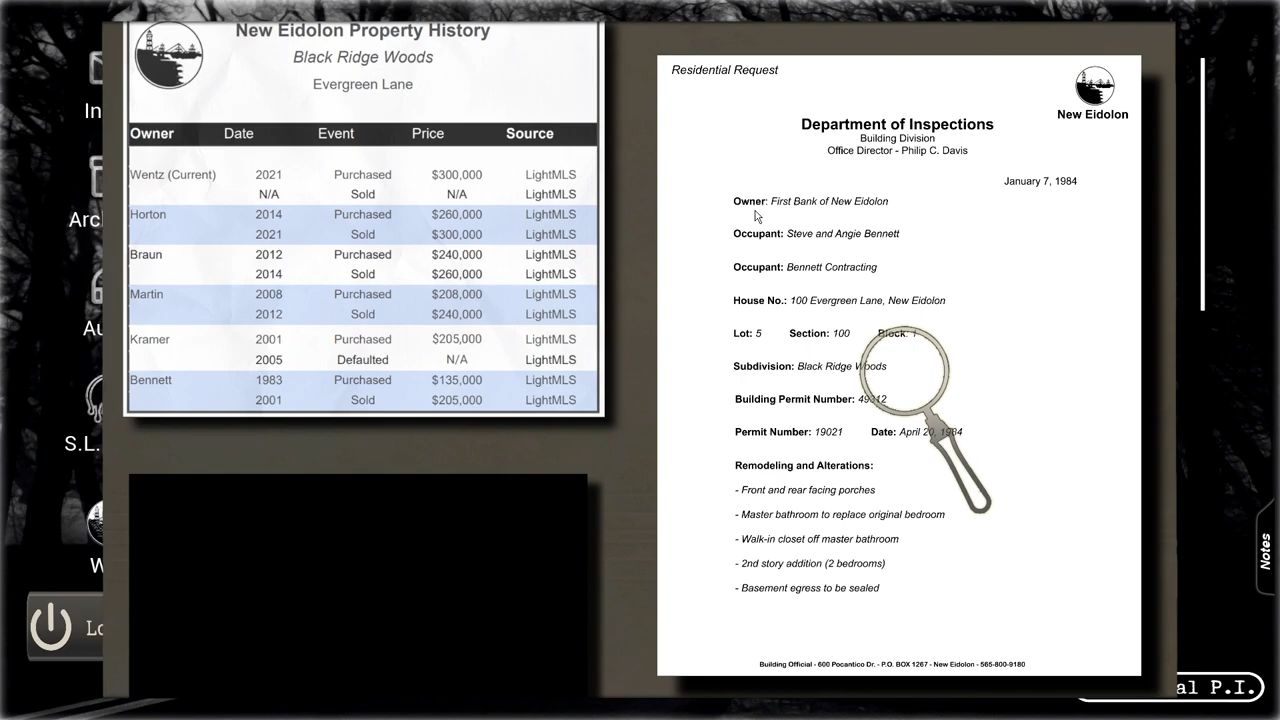 New Eidolon Property History
Black Ridge Woods
Evergreen Lane
Owner Date Event Price Source
Wentz (Current) 2021 Purchased $300,000 LightMLS
N/A Sold N/A LightMLS
Horton 2014 Purchased $260,000 LightMLS
2021 Sold $300,000 LightMLS
Braun 2012 Purchased $240,000 LightMLS
2014 Sold $260,000 LightMLS
Martin 2008 Purchased $208,000 LightMLS
2012 Sold $240,000 LightMLS
Kramer 2001 Purchased $205,000 LightMLS
2005 Defaulted N/A LightMLS
Bennett 1983 Purchased $135,000 LightMLS
2001 Sold $205,000 LightMLS
Residential Request
New Eidolon
Department of Inspections
Building Division
Office Director - Philip C. Davis
January 7, 1984
Owner: First Bank of New Eidolon
Occupant: Steve and Angie Bennett
Occupant: Bennett Contracting
House No.: 100 Evergreen Lane, New Eidolon
Lot: 5 Section: 100 Block: 1
Subdivision: Black Ridge Woods
Building Permit Number:
Permit Number: 19021 Date: April 20, 1984
Remodeling and Alterations:
- Front and rear facing porches
- Master bathroom to replace original bedroom
- Walk-in closet off master bathroom
- 2nd story addition (2 bedrooms)
- Basement egress to be sealed
Building Official - 600 Pocantico Dr. - P.O. BOX 1267 - New Eidolon - 565-800-9180
In
Arc
Au
S.L.
W
Lo
Notes
al P.I.